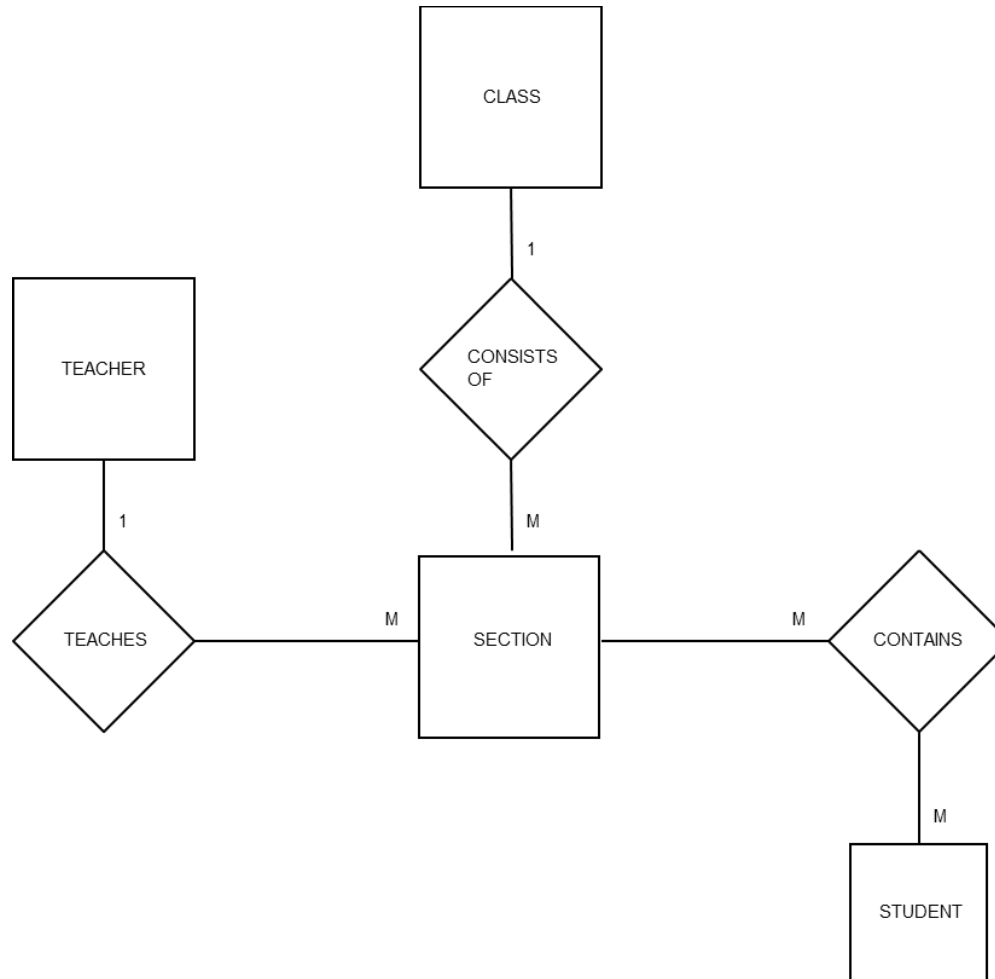 CLASS
1
CONSISTS
OF
TEACHER
1
M
TEACHES
M
SECTION
M
CONTAINS
M
STUDENT